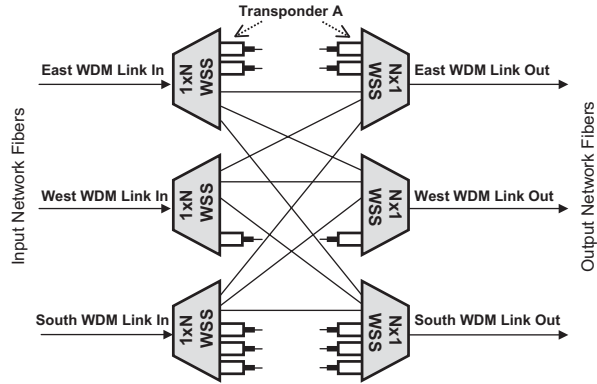 Transponder A
East WDM Link In
1xN
WSS
Nx1
WSS
East WDM Link Out
Input Network Fibers
West WDM Link In
1xN
WSS
Nx1
WSS
West WDM Link Out
Output Network Fibers
South WDM Link In
1xN
WSS
Nx1
WSS
South WDM Link Out